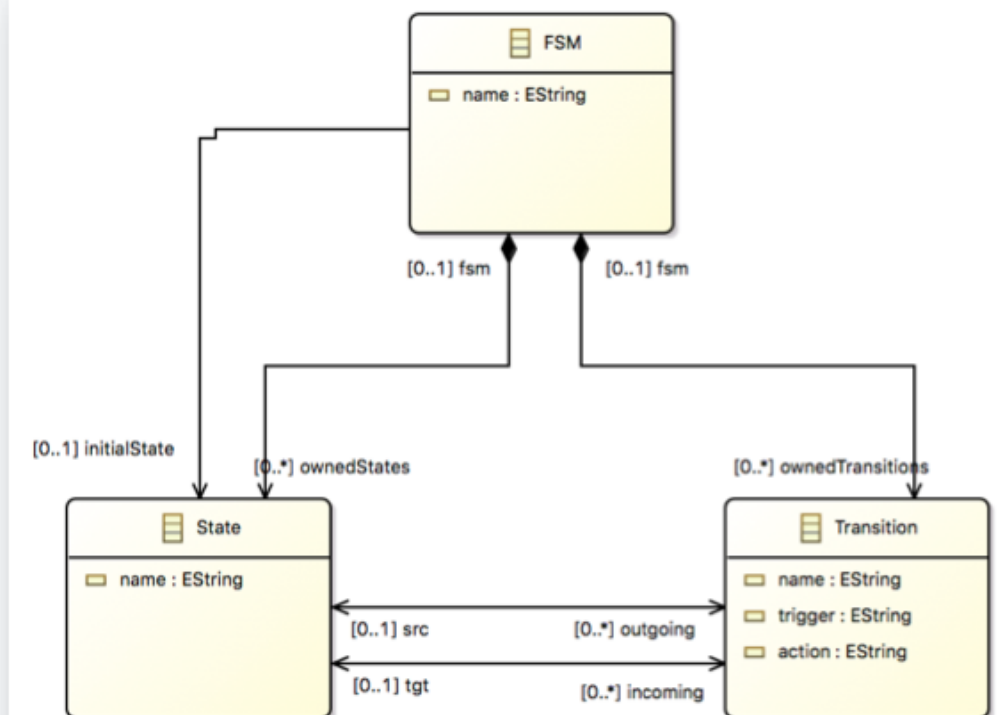 FSM
name : EString
[0..1] fsm
[0..1] fsm
[0..1] initialState
[0..*] ownedStates
[0..*] ownedTransitions
State
name : EString
Transition
name : EString
trigger : EString
action : EString
[0..1] src
[0..*] outgoing
[0..1] tgt
[0..*] incoming